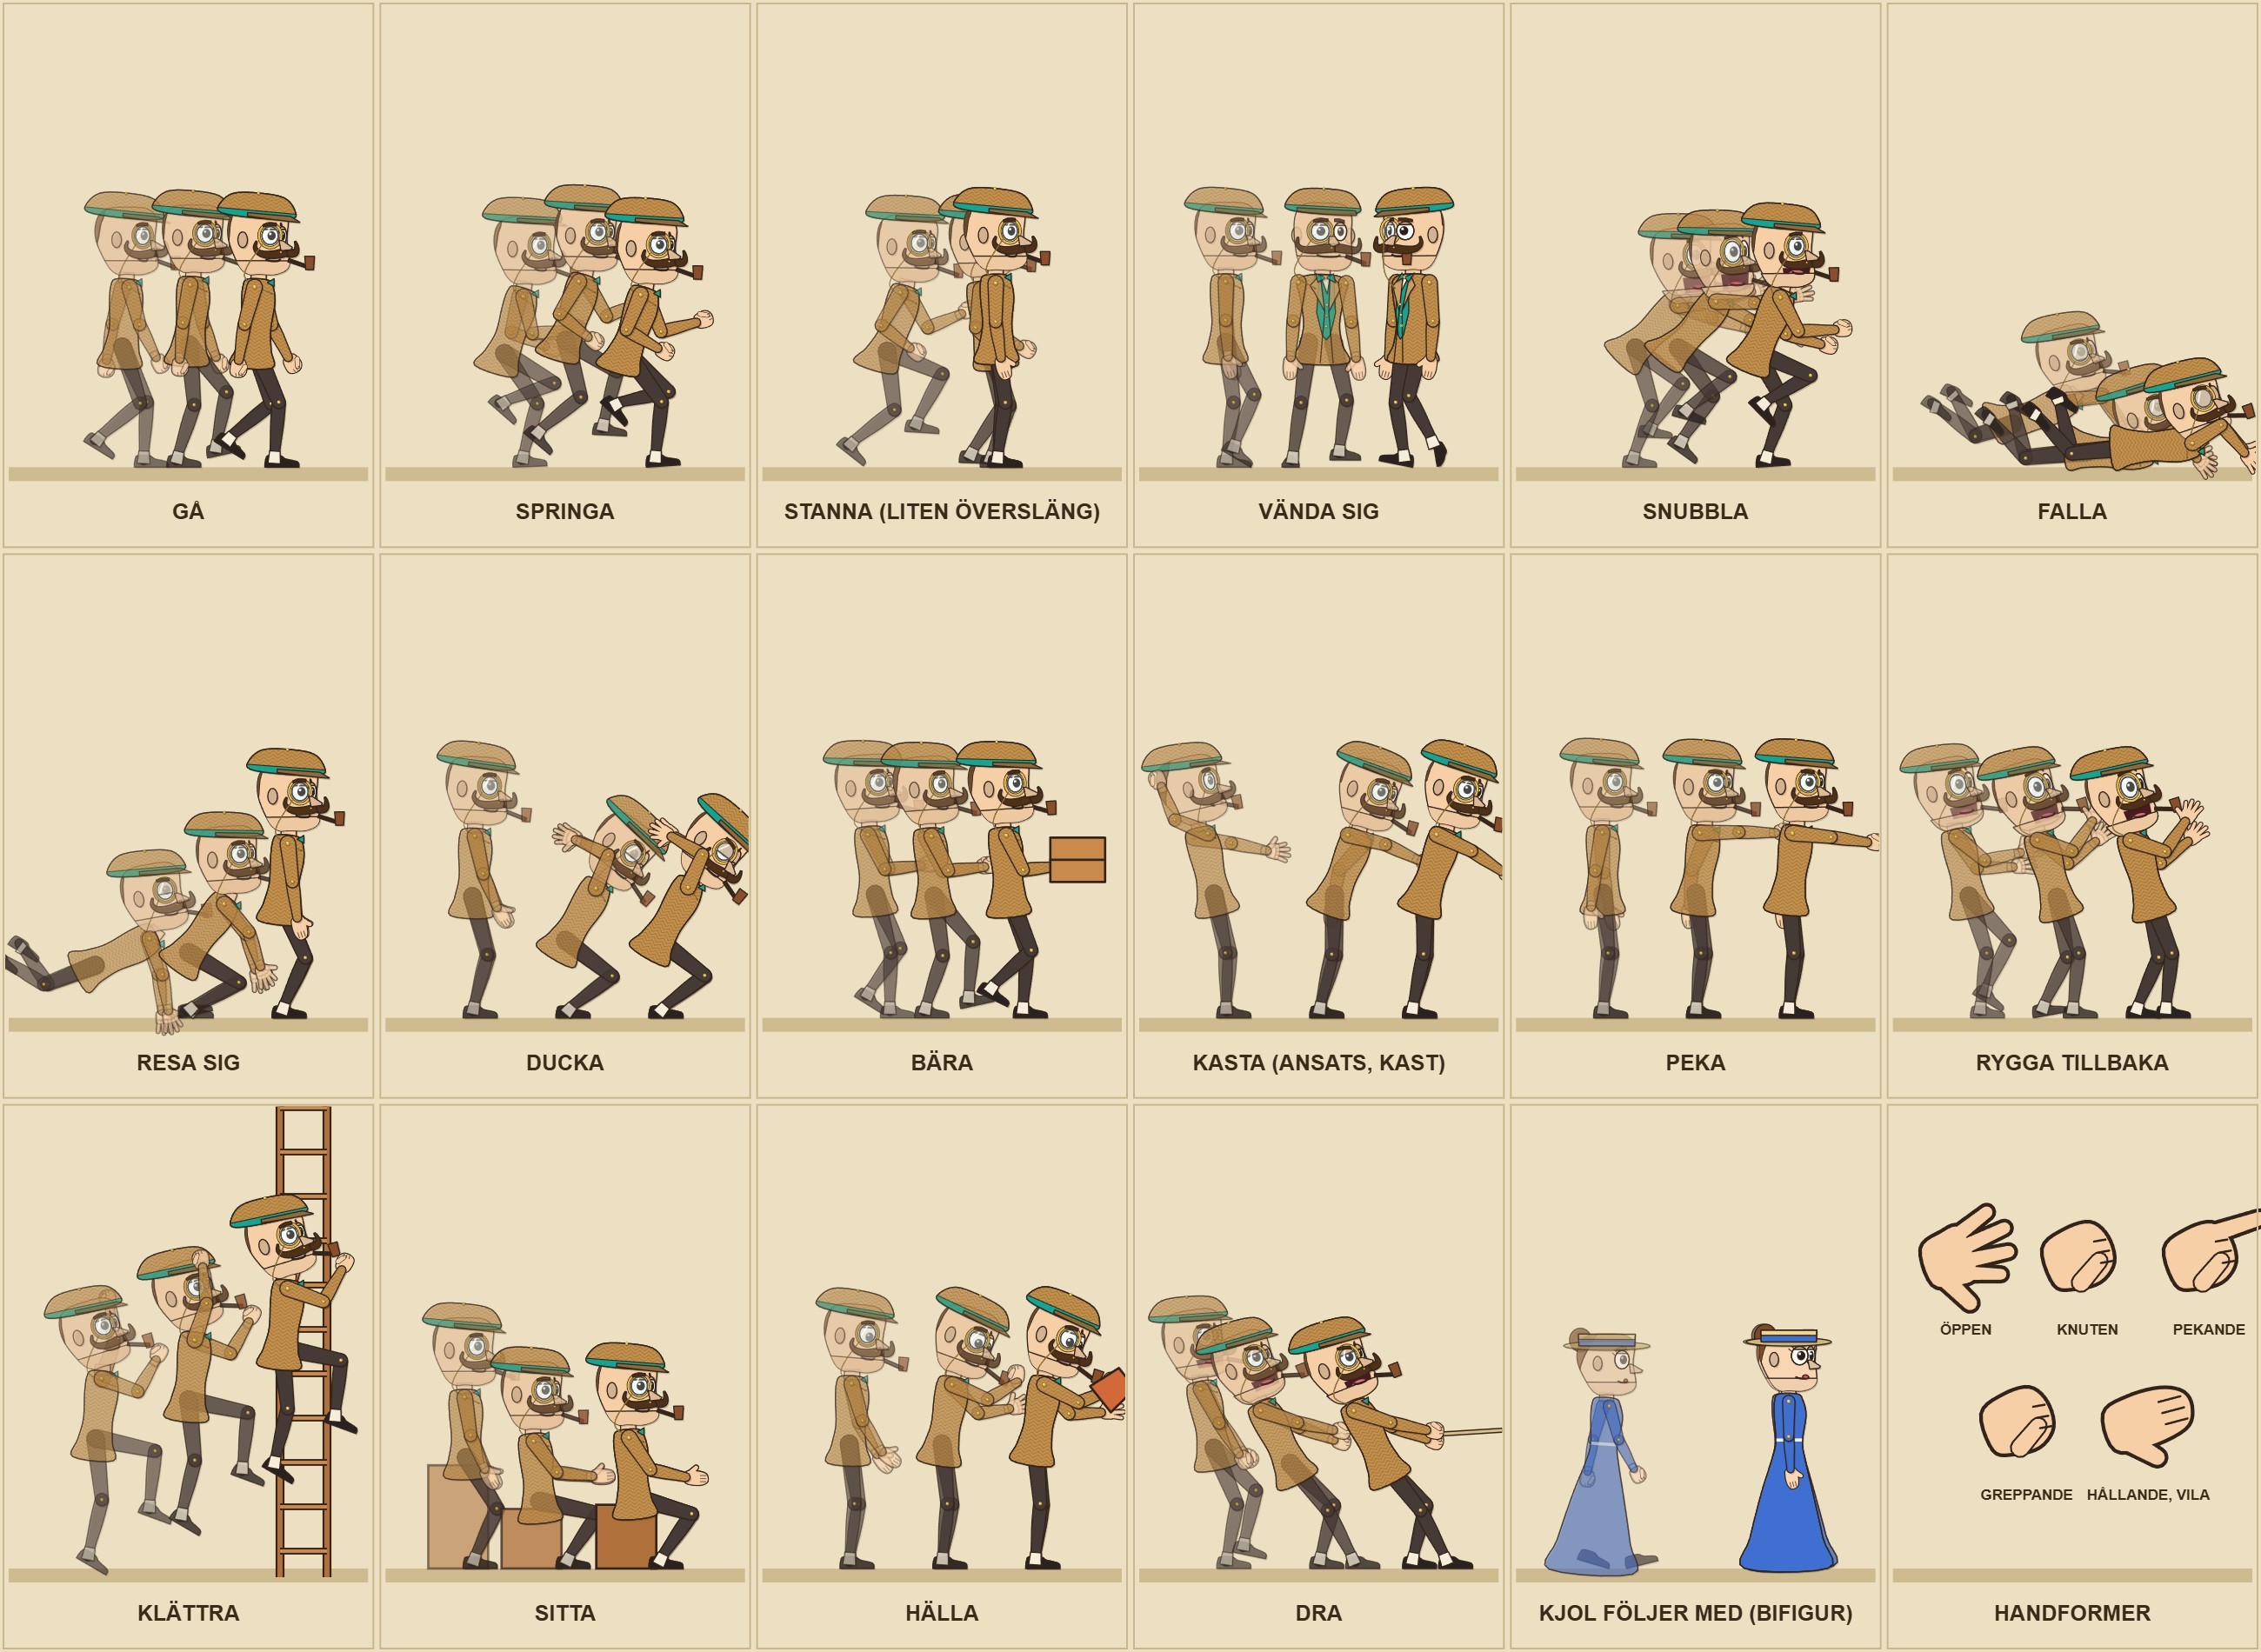 GÅ
SPRINGA
STANNA (LITEN ÖVERSLÄNG)
VÄNDA SIG
SNUBBLA
FALLA
RESA SIG
DUCKA
BÄRA
KASTA (ANSATS, KAST)
PEKA
RYGGA TILLBAKA
ÖPPEN
KNUTEN
PEKANDE
GREPPANDE
HÅLLANDE, VILA
KLÄTTRA
SITTA
HÄLLA
DRA
KJOL FÖLJER MED (BIFIGUR)
HANDFORMER